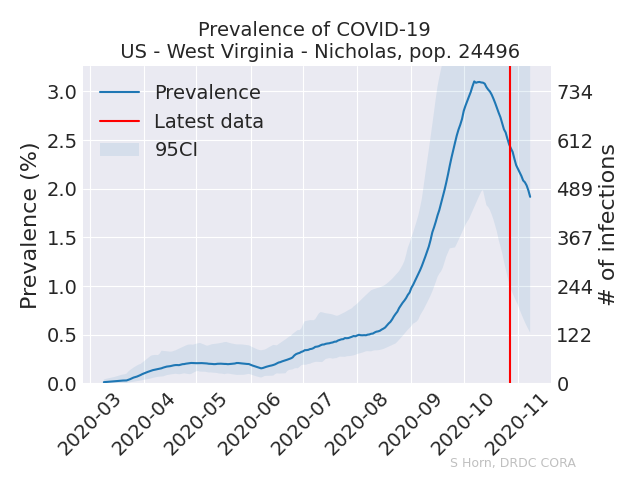 Prevalence of COVID-19
US - West Virginia - Nicholas, pop. 24496
Prevalence
Latest data
95CI
Prevalence (%)
3.0
2.5
2.0
1.5
1.0
0.5
0.0
734
612
489
367
244
122
0
# of infections
2020-03
2020-04
2020-05
2020-06
2020-07
2020-08
2020-09
2020-10
2020-11
S Horn, DRDC CORA